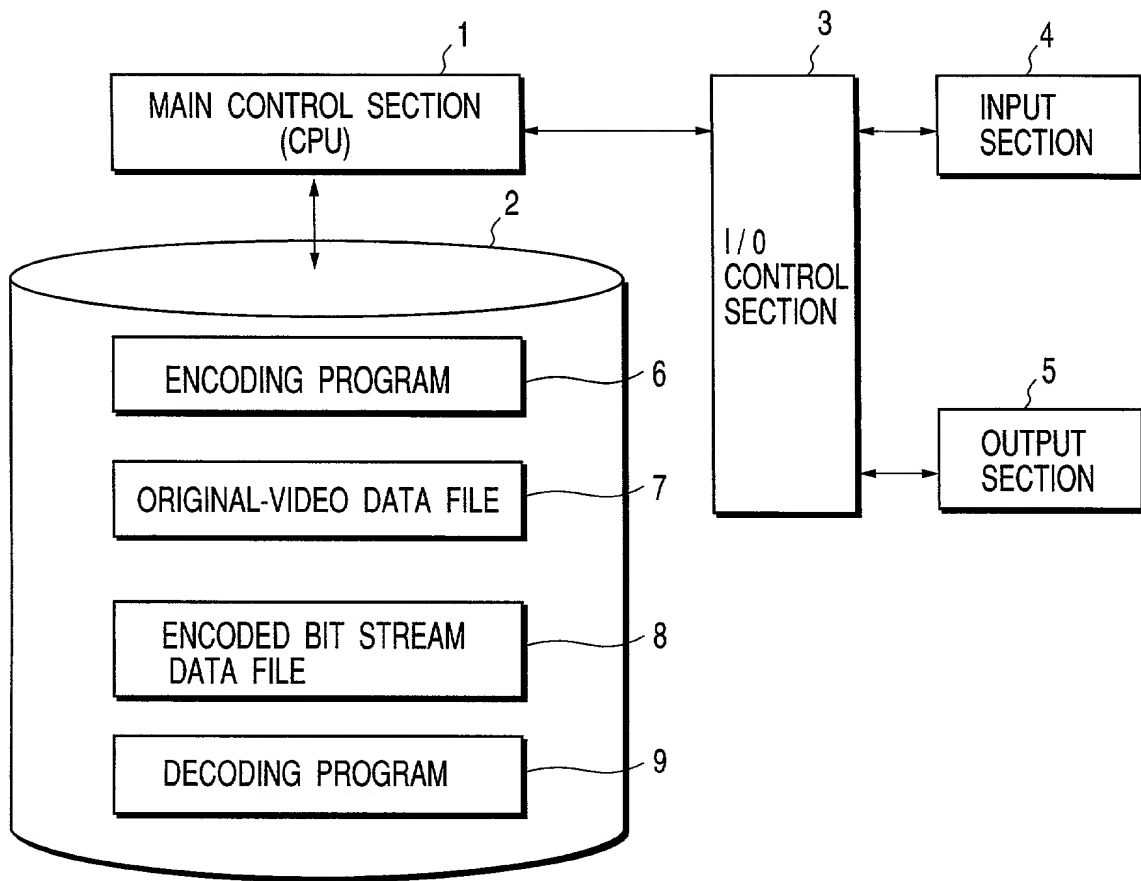 1
MAIN CONTROL SECTION
(CPU)
2
3
I / O
CONTROL
SECTION
4
INPUT
SECTION
5
OUTPUT
SECTION
ENCODING PROGRAM
6
ORIGINAL-VIDEO DATA FILE
7
ENCODED BIT STREAM
DATA FILE
8
DECODING PROGRAM
9